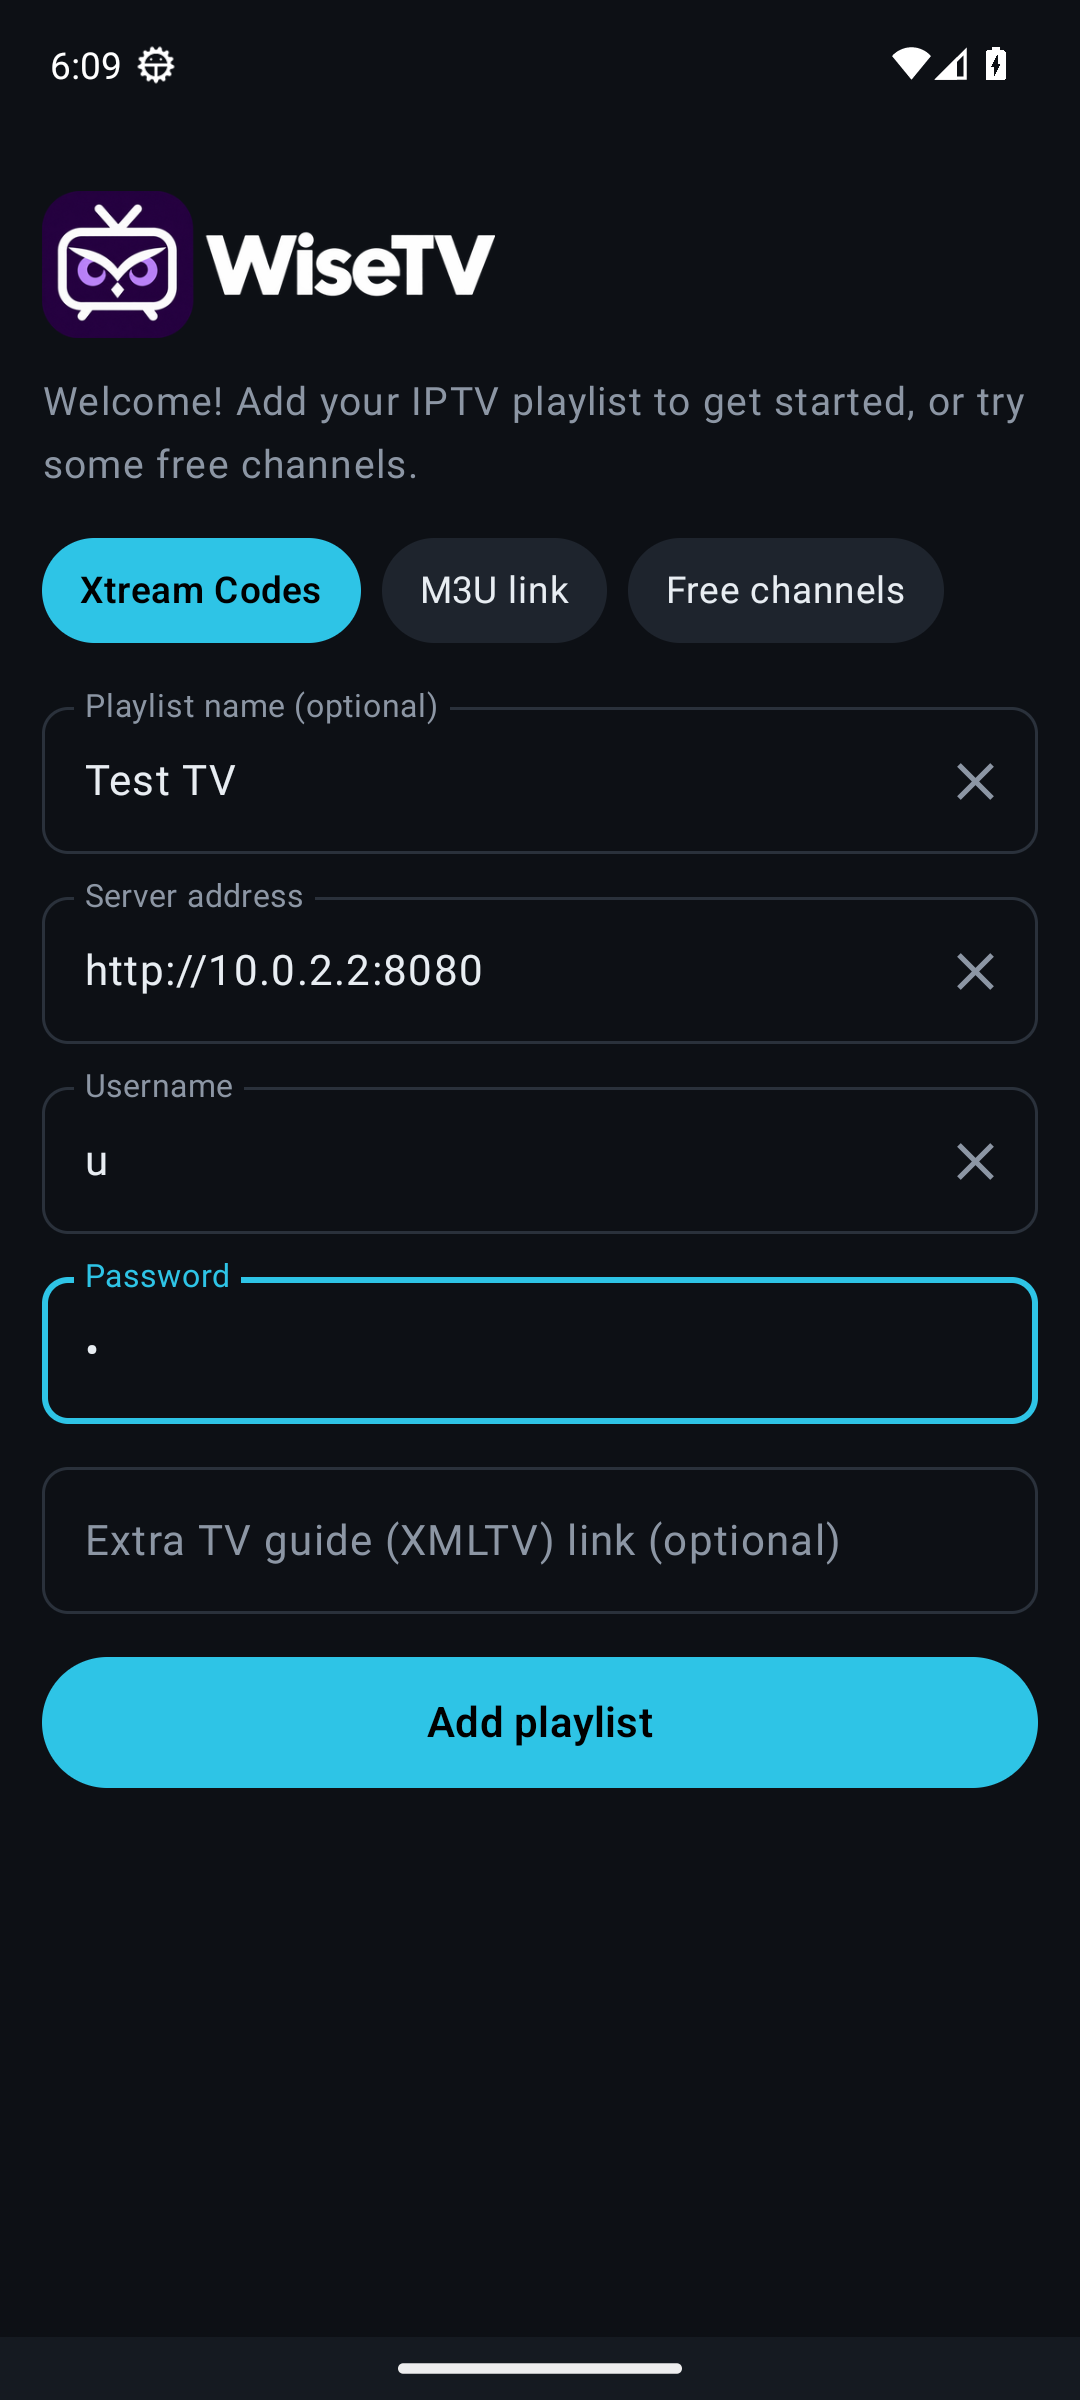 6:09
WiseTV
Welcome! Add your IPTV playlist to get started, or try
some free channels.
Xtream Codes
M3U link
Free channels
Playlist name (optional)
Test TV
Server address
http://10.0.2.2:8080
Username
u
Password
•
Extra TV guide (XMLTV) link (optional)
Add playlist